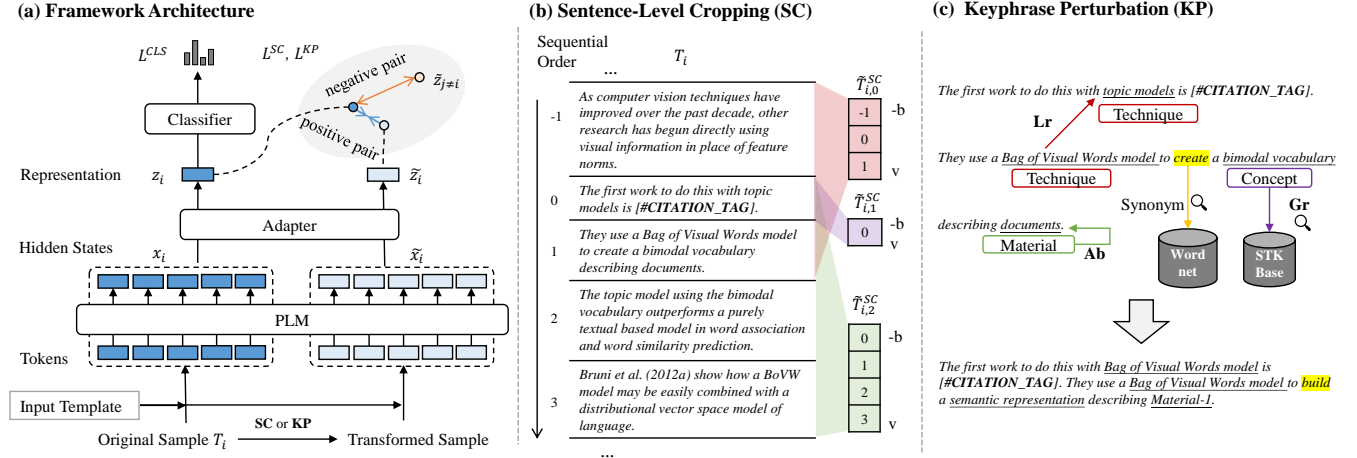 (a) Framework Architecture
L^{CLS}
L^{SC}, L^{KP}
negative pair
z̃_{j≠i}
positive pair
Classifier
Representation
z_i
z̃_i
Adapter
Hidden States
x_i
x̃_i
PLM
Tokens
Input Template
SC or KP
Original Sample T_i
Transformed Sample
(b) Sentence-Level Cropping (SC)
Sequential
Order
T_i
...
-1
As computer vision techniques have
improved over the past decade, other
research has begun directly using
visual information in place of feature
norms.
0
The first work to do this with topic
models is [#CITATION_TAG].
1
They use a Bag of Visual Words model
to create a bimodal vocabulary
describing documents.
2
The topic model using the bimodal
vocabulary outperforms a purely
textual based model in word association
and word similarity prediction.
3
Bruni et al. (2012a) show how a BoVW
model may be easily combined with a
distributional vector space model of
language.
...
T̃_{i,0}^{SC}
-1
-b
0
1
v
T̃_{i,1}^{SC}
0
-b
v
T̃_{i,2}^{SC}
0
-b
1
2
3
v
(c) Keyphrase Perturbation (KP)
The first work to do this with topic models is [#CITATION_TAG].
Lr
Technique
They use a Bag of Visual Words model to create a bimodal vocabulary
Technique
Concept
Synonym
Gr
describing documents.
Material
Ab
Word
net
STK
Base
The first work to do this with Bag of Visual Words model is
[#CITATION_TAG]. They use a Bag of Visual Words model to build
a semantic representation describing Material-1.